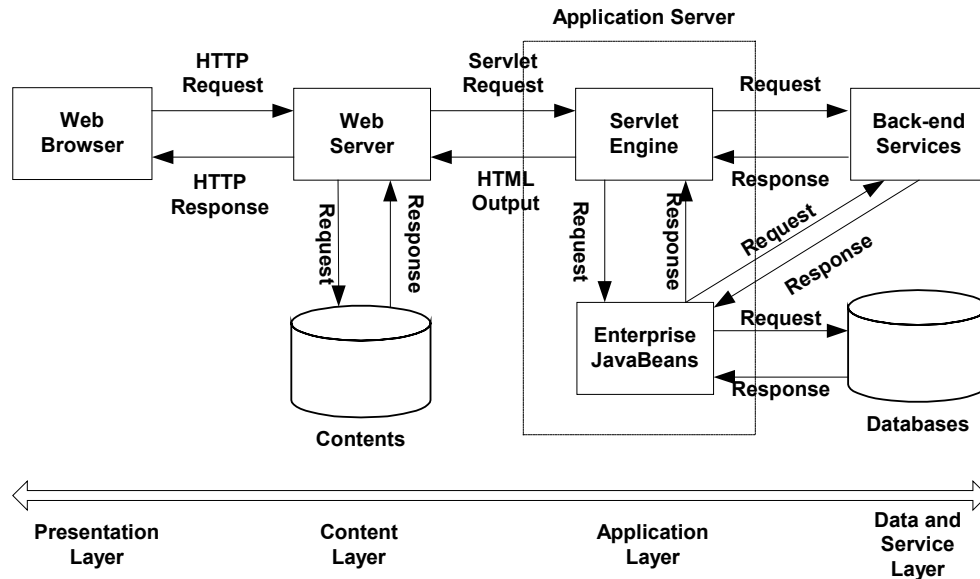 Application Server
HTTP
Request
Servlet
Request
Request
Web
Browser
Web
Server
Servlet
Engine
Back-end
Services
HTTP
Response
HTML
Output
Response
Request
Response
Request
Response
Request
Response
Enterprise
JavaBeans
Request
Response
Contents
Databases
Presentation
Layer
Content
Layer
Application
Layer
Data and
Service
Layer